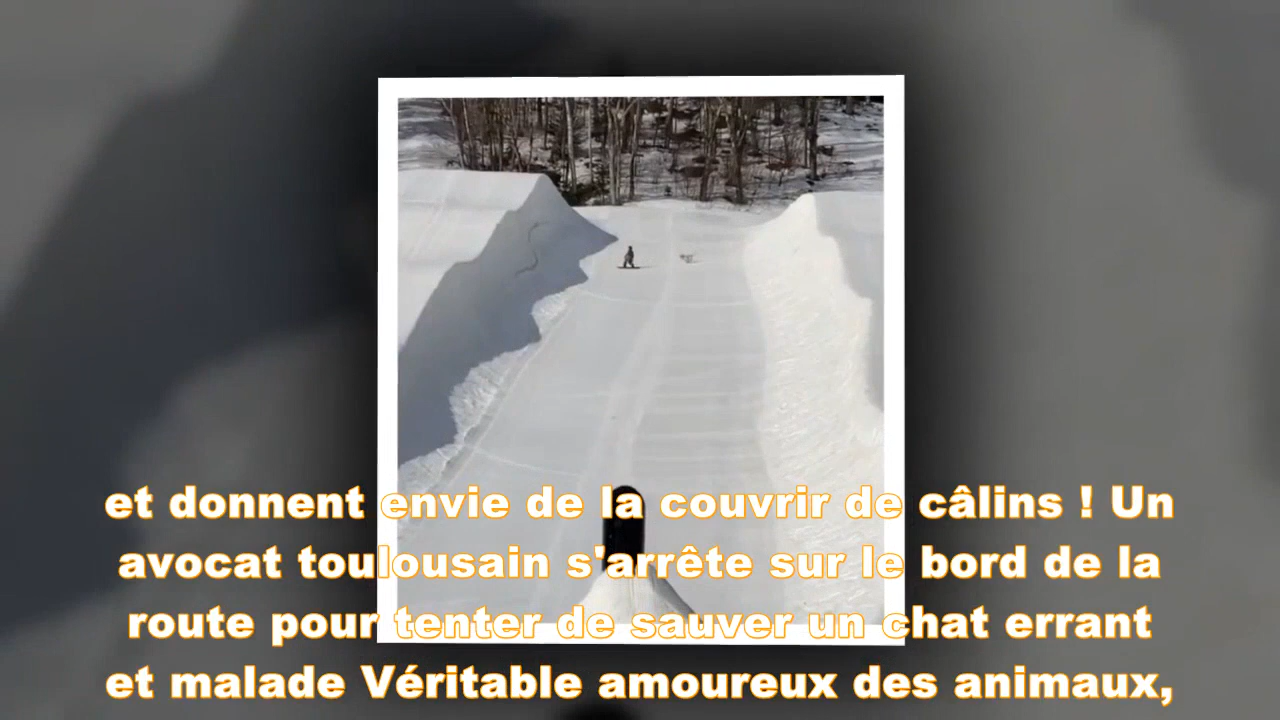 et donnent envie de la couvrir de câlins ! Un
avocat toulousain s'arrête sur le bord de la
route pour tenter de sauver un chat errant
et malade Véritable amoureux des animaux,